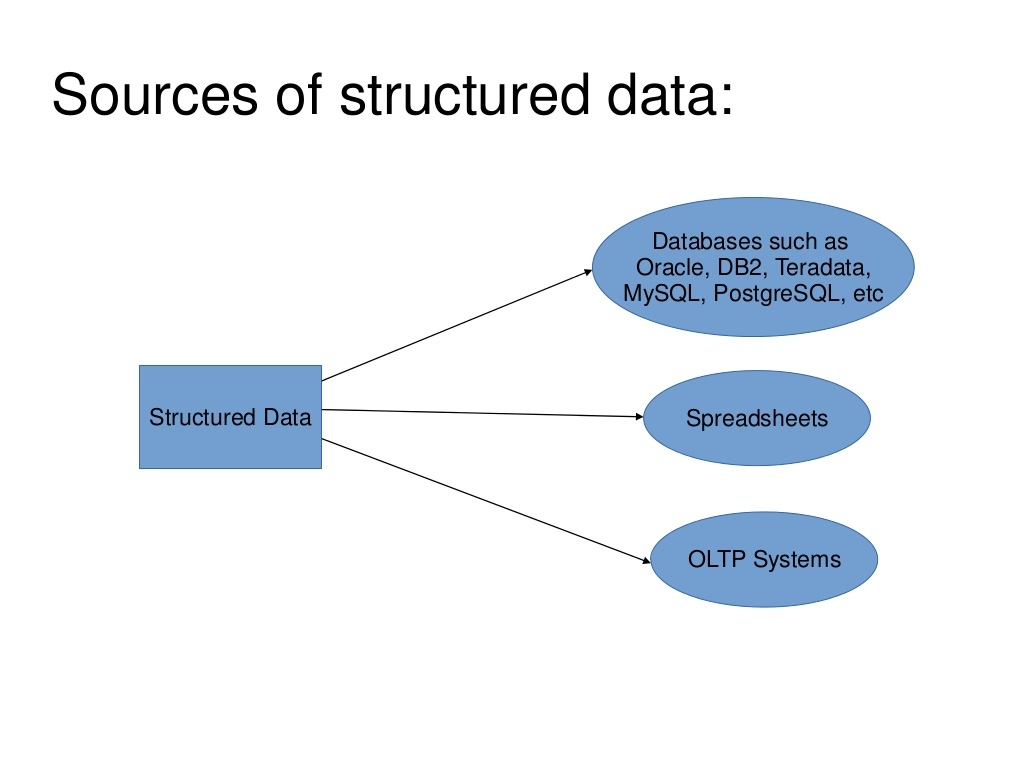 Sources of structured data:
Databases such as
Oracle, DB2, Teradata,
MySQL, PostgreSQL, etc
Structured Data
Spreadsheets
OLTP Systems